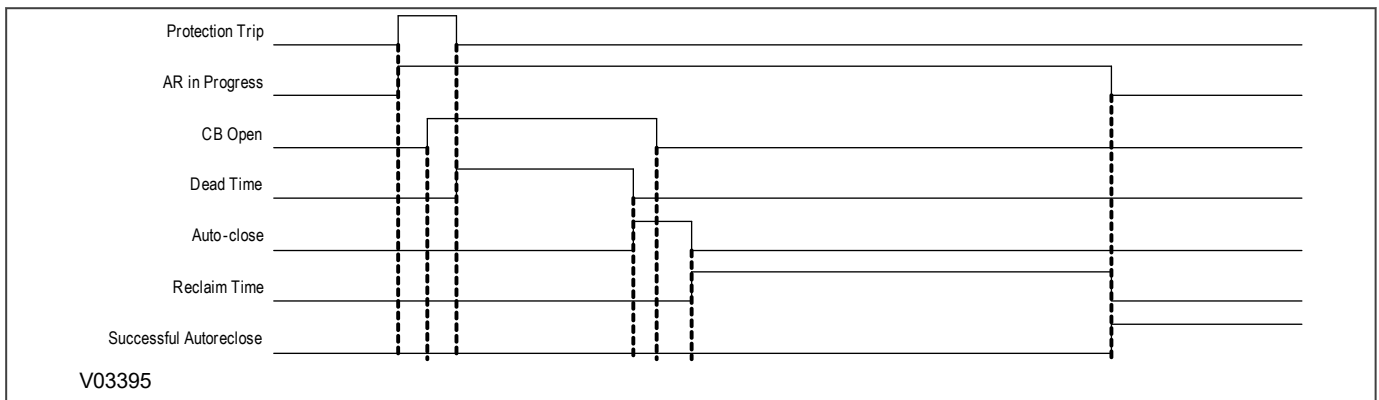 Protection Trip
AR in Progress
CB Open
Dead Time
Auto-close
Reclaim Time
Successful Autoreclose
V03395